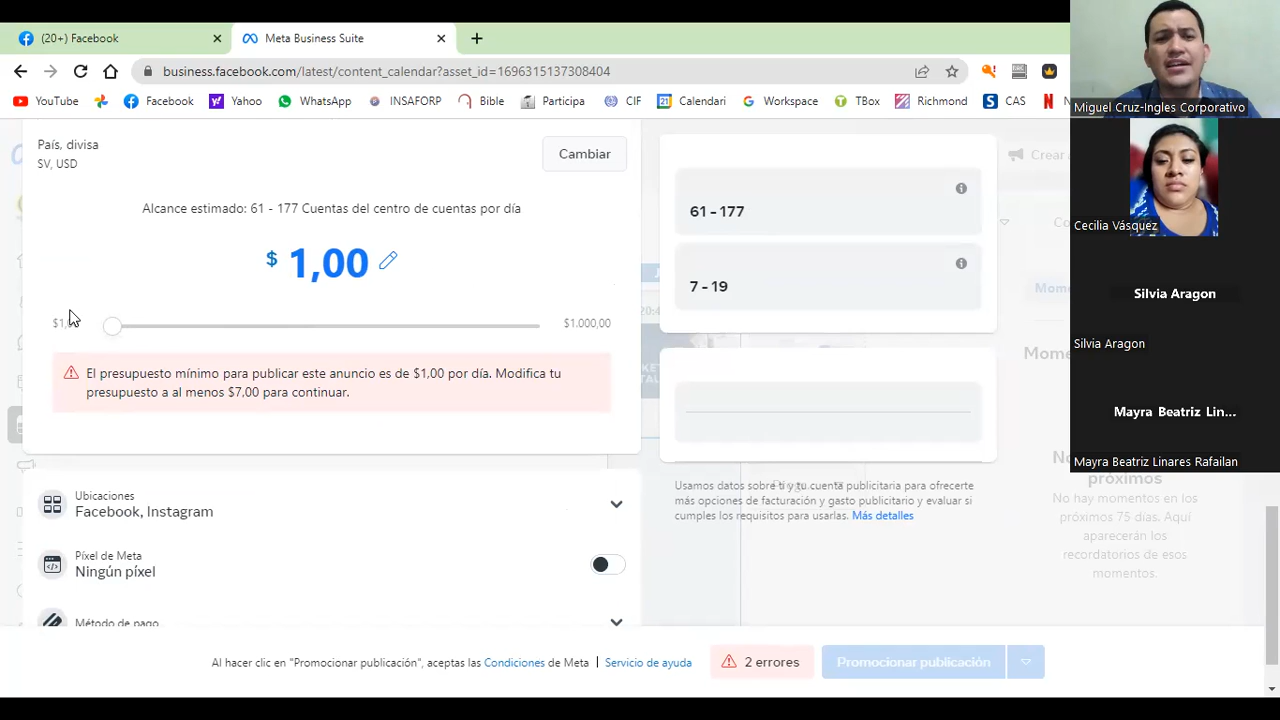 (20+) Facebook
Meta Business Suite
business.facebook.com/latest/content_calendar?asset_id=1696315137308404
YouTube
Facebook
Yahoo
WhatsApp
INSAFORP
Bible
Participa
CIF
Calendari
Workspace
TBox
Richmond
CAS
País, divisa
SV, USD
Cambiar
Alcance estimado: 61 - 177 Cuentas del centro de cuentas por día
$ 1,00
$1.000,00
El presupuesto mínimo para publicar este anuncio es de $1,00 por día. Modifica tu
presupuesto a al menos $7,00 para continuar.
Ubicaciones
Facebook, Instagram
Píxel de Meta
Ningún píxel
Método de pago
61 – 177
7 – 19
Usamos datos sobre ti y tu cuenta publicitaria para ofrecerte
más opciones de facturación y gasto publicitario y evaluar si
cumples los requisitos para usarlas. Más detalles
Crear
próximos
No hay momentos en los
próximos 75 días. Aquí
aparecerán los
recordatorios de esos
momentos.
Al hacer clic en "Promocionar publicación", aceptas las Condiciones de Meta | Servicio de ayuda
2 errores
Promocionar publicación
Miguel Cruz-Ingles Corporativo
Cecilia Vásquez
Silvia Aragon
Silvia Aragon
Mayra Beatriz Lin...
Mayra Beatriz Linares Rafailan